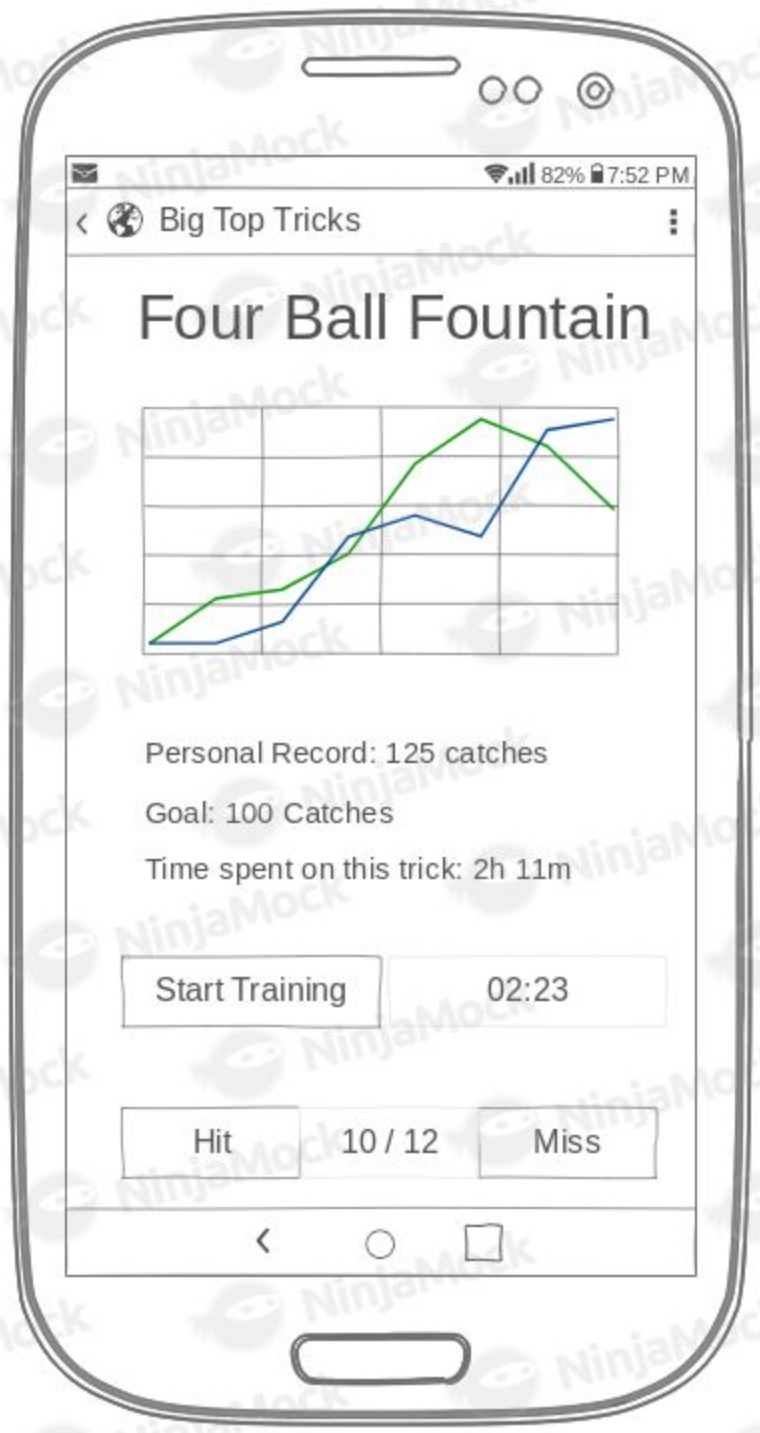 82% 7:52 PM
Big Top Tricks
Four Ball Fountain
Personal Record: 125 catches
Goal: 100 Catches
Time spent on this trick: 2h 11m
Start Training 02:23
Hit 10 / 12 Miss
NinjaMock